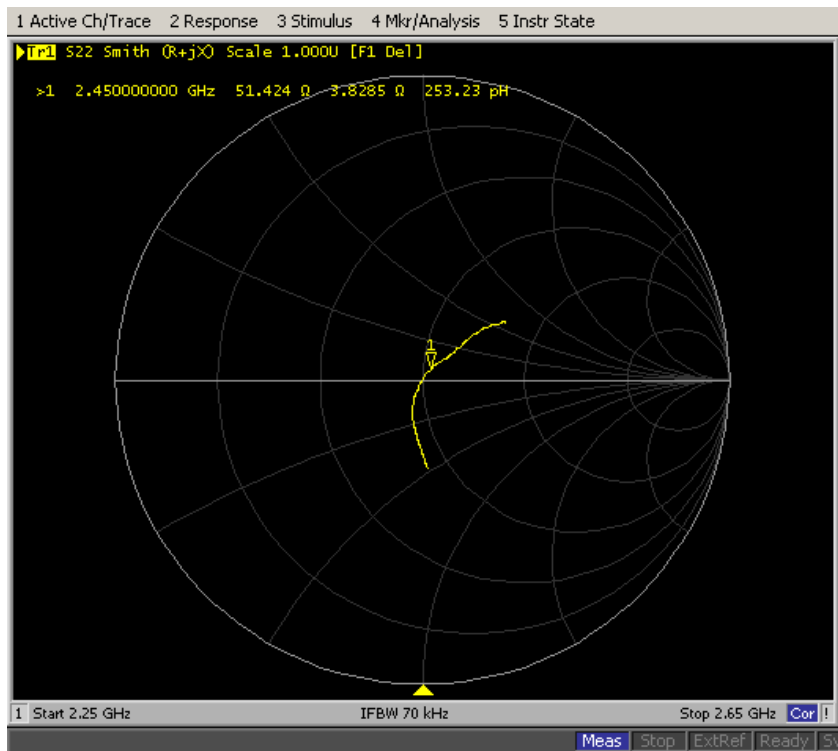 1 Active Ch/Trace 2 Response 3 Stimulus 4 Mkr/Analysis 5 Instr State
Tr1 S22 Smith (R+jX) Scale 1.000U [F1 Del]
>1 2.450000000 GHz 51.424 Ω 3.8285 Ω 253.23 pH
1
1 Start 2.25 GHz IFBW 70 kHz Stop 2.65 GHz Cor !
Meas Stop ExtRef Ready